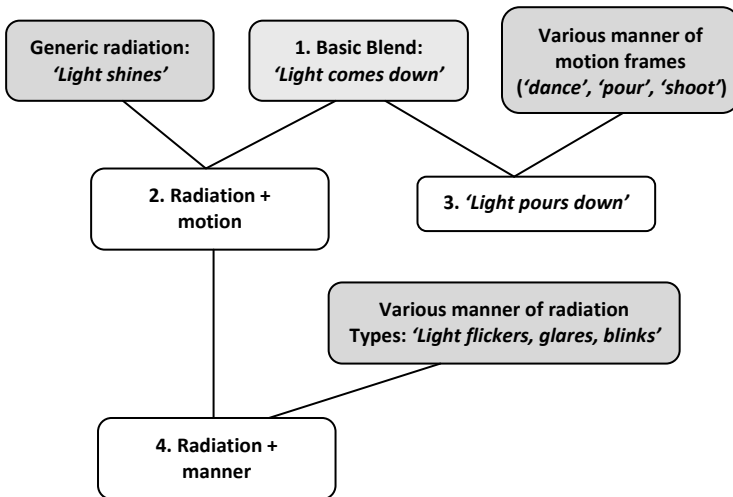 Generic radiation:
‘Light shines’
1. Basic Blend:
‘Light comes down’
Various manner of
motion frames
(‘dance’, ‘pour’, ‘shoot’)
2. Radiation +
motion
3. ‘Light pours down’
Various manner of radiation
Types: ‘Light flickers, glares, blinks’
4. Radiation +
manner